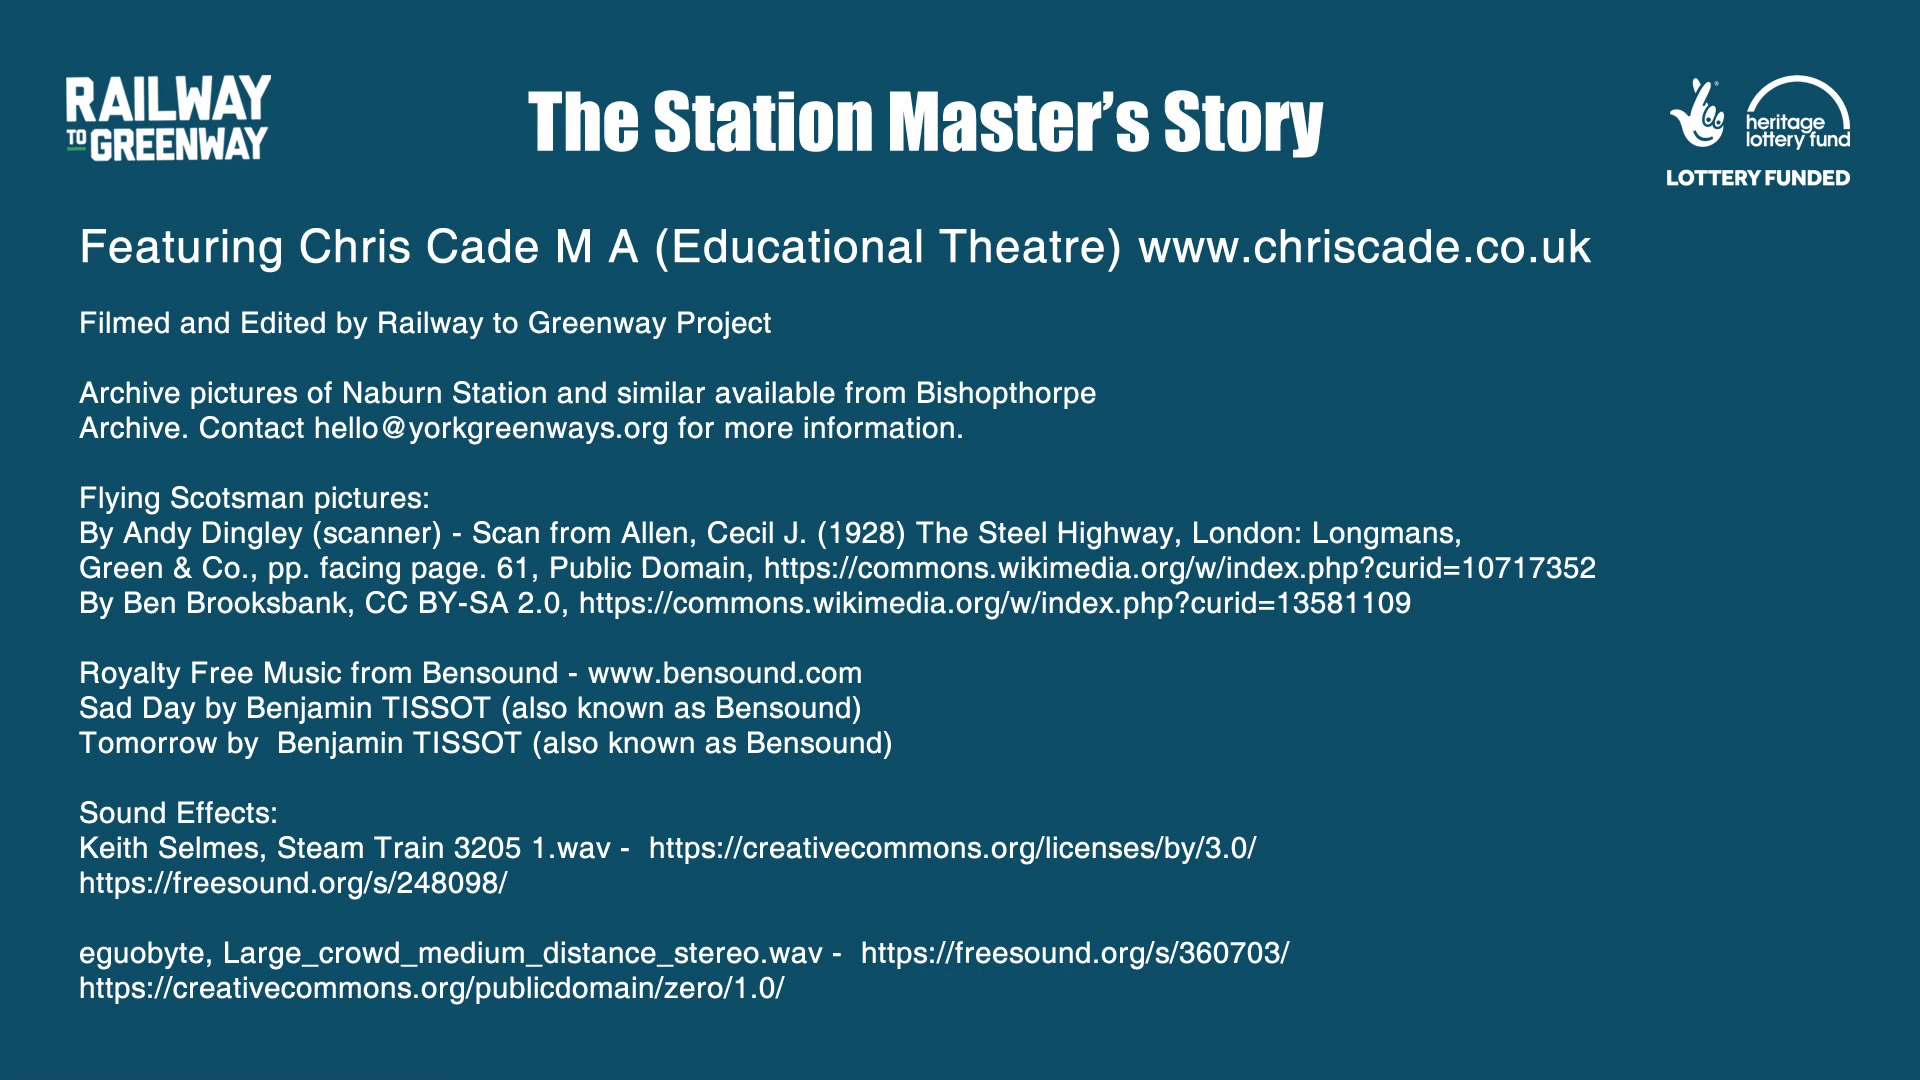 RAILWAY
TO GREENWAY
The Station Master’s Story
heritage
lottery fund
LOTTERY FUNDED
Featuring Chris Cade M A (Educational Theatre) www.chriscade.co.uk
Filmed and Edited by Railway to Greenway Project
Archive pictures of Naburn Station and similar available from Bishopthorpe
Archive. Contact hello@yorkgreenways.org for more information.
Flying Scotsman pictures:
By Andy Dingley (scanner) - Scan from Allen, Cecil J. (1928) The Steel Highway, London: Longmans,
Green & Co., pp. facing page. 61, Public Domain, https://commons.wikimedia.org/w/index.php?curid=10717352
By Ben Brooksbank, CC BY-SA 2.0, https://commons.wikimedia.org/w/index.php?curid=13581109
Royalty Free Music from Bensound - www.bensound.com
Sad Day by Benjamin TISSOT (also known as Bensound)
Tomorrow by  Benjamin TISSOT (also known as Bensound)
Sound Effects:
Keith Selmes, Steam Train 3205 1.wav -  https://creativecommons.org/licenses/by/3.0/
https://freesound.org/s/248098/
eguobyte, Large_crowd_medium_distance_stereo.wav -  https://freesound.org/s/360703/
https://creativecommons.org/publicdomain/zero/1.0/